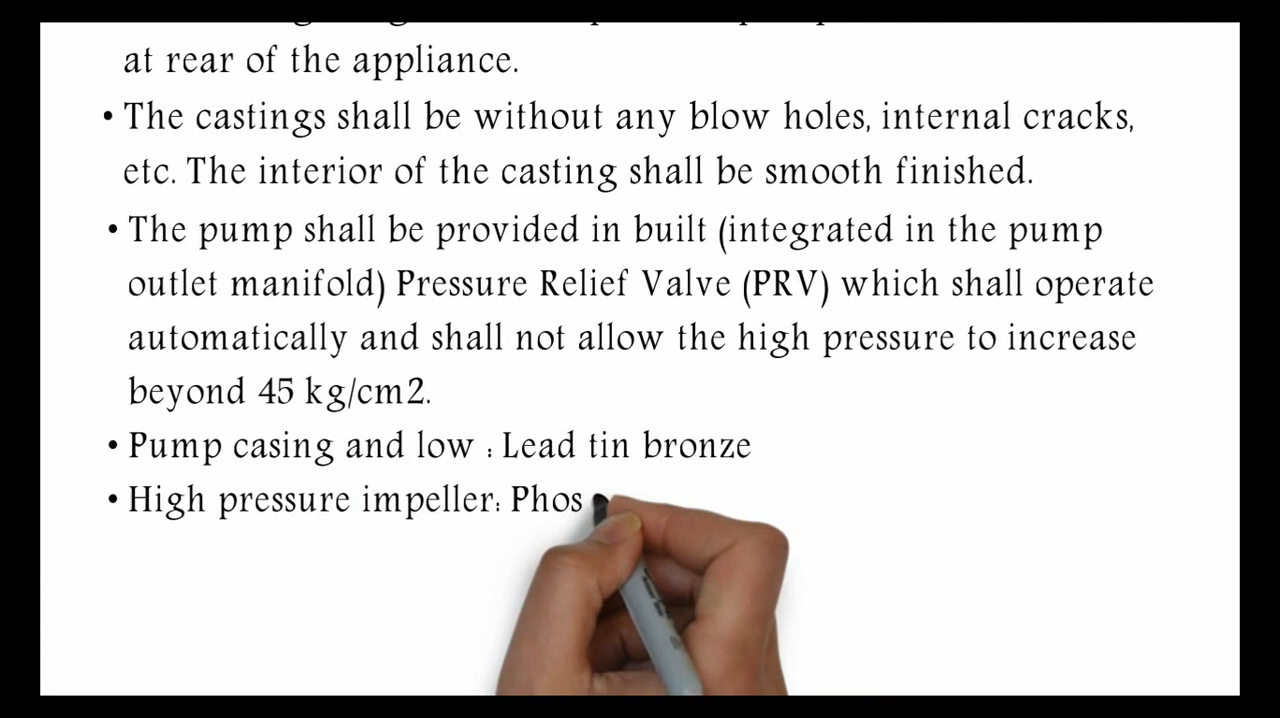 at rear of the appliance.
• The castings shall be without any blow holes, internal cracks,
etc. The interior of the casting shall be smooth finished.
• The pump shall be provided in built (integrated in the pump
outlet manifold) Pressure Relief Valve (PRV) which shall operate
automatically and shall not allow the high pressure to increase
beyond 45 kg/cm2.
• Pump casing and low : Lead tin bronze
• High pressure impeller: Phos